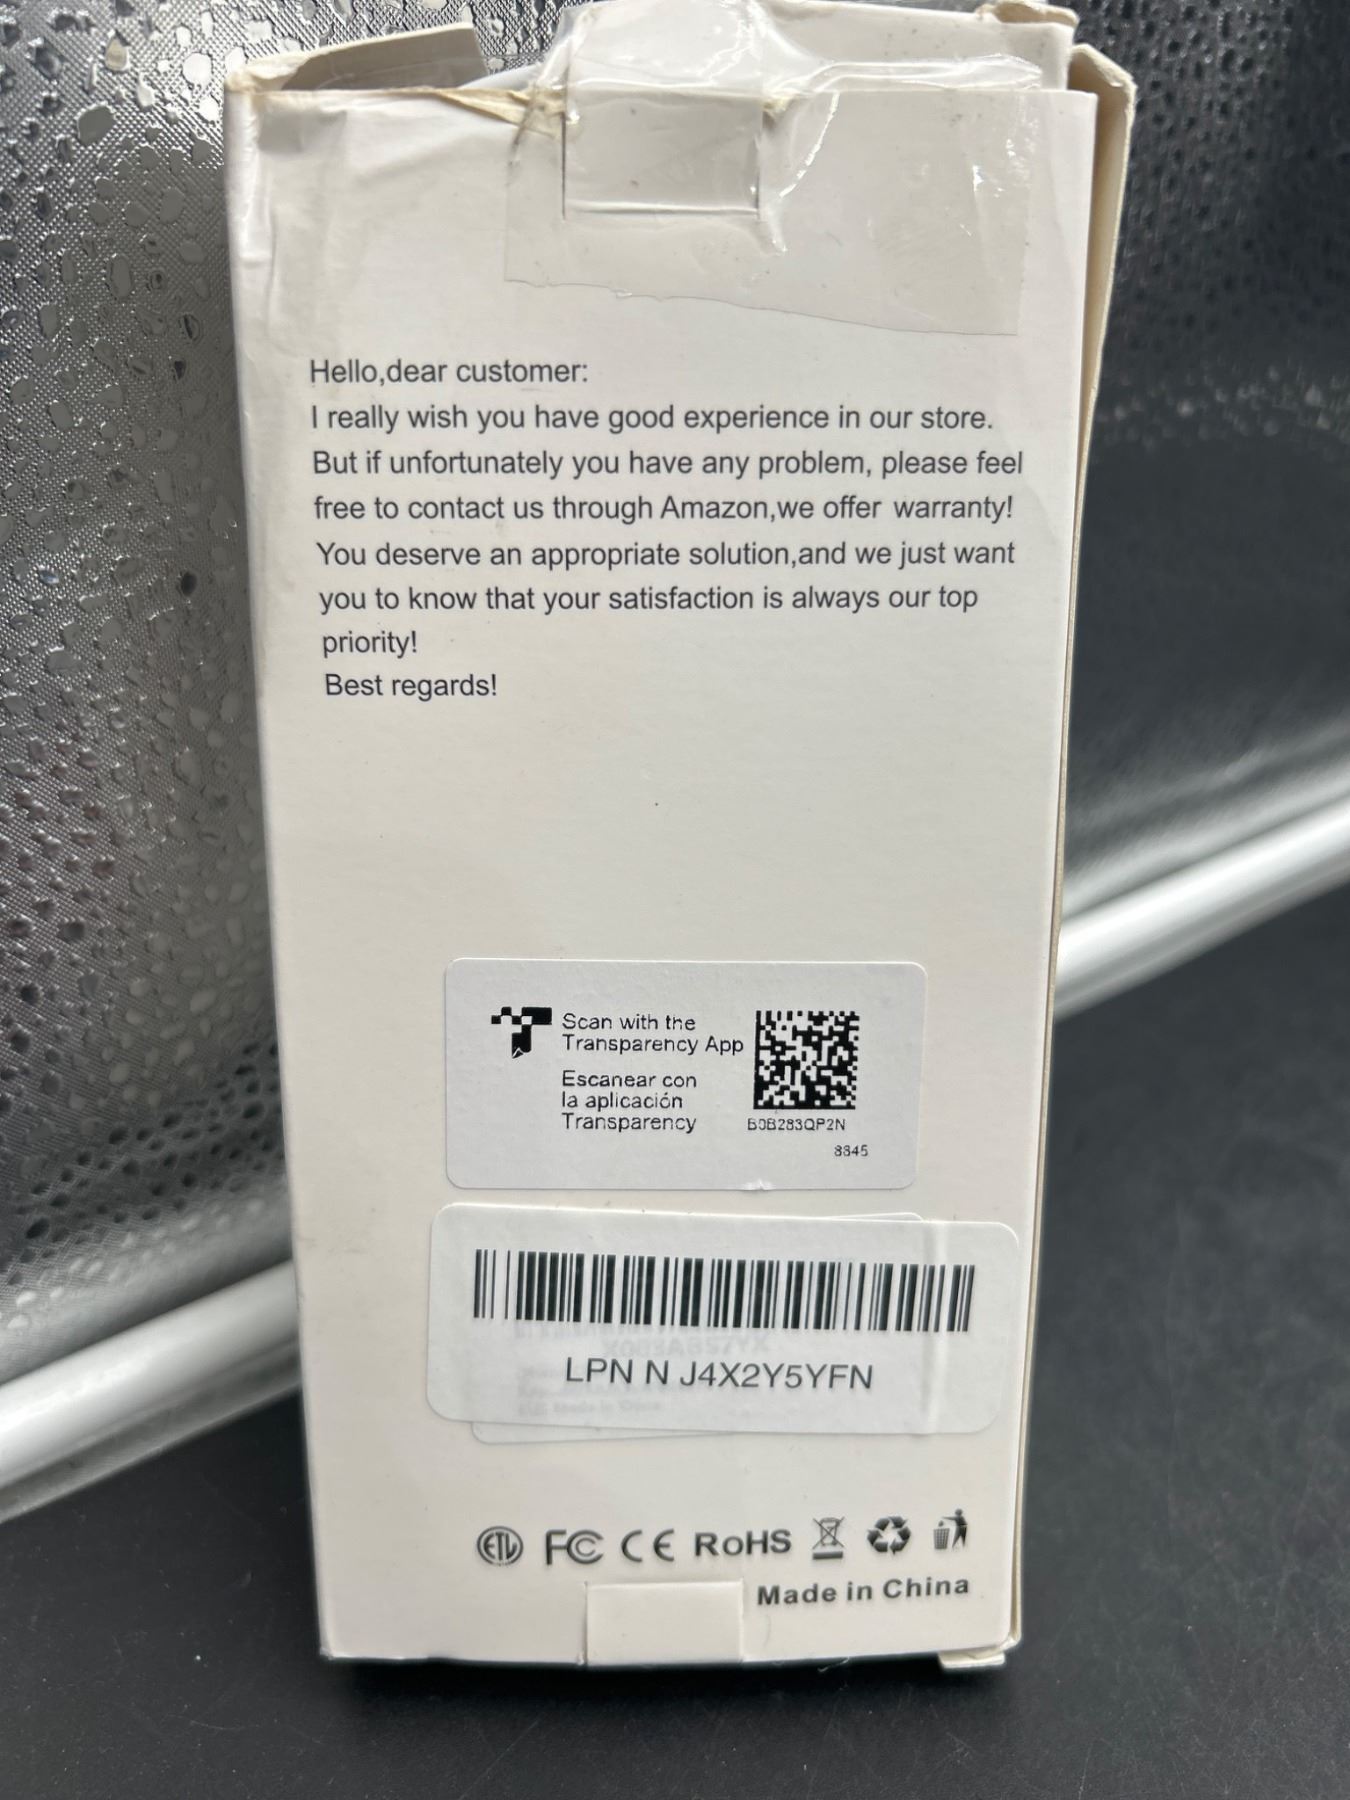 Hello,dear customer:
I really wish you have good experience in our store.
But if unfortunately you have any problem, please feel
free to contact us through Amazon,we offer warranty!
You deserve an appropriate solution,and we just want
you to know that your satisfaction is always our top
priority!
Best regards!
Scan with the
Transparency App
Escanear con
la aplicación
Transparency
B0B283QP2N
8845
LPN N J4X2Y5YFN
ETL FC CE RoHS
Made in China